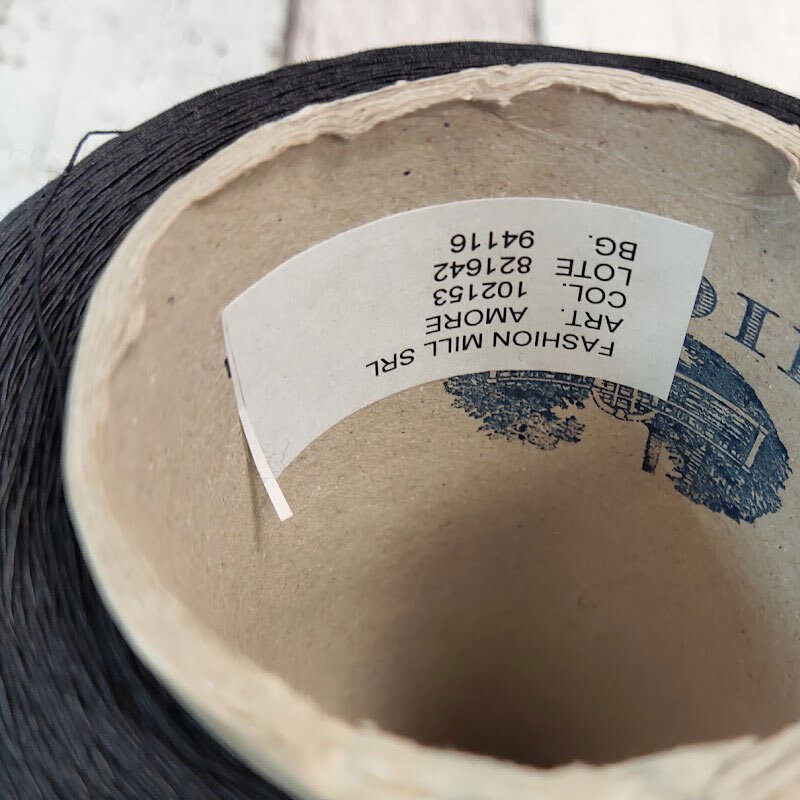 FASHION MILL SRL
ART. AMORE
COL. 102153
LOTE 821642
BG. 94116